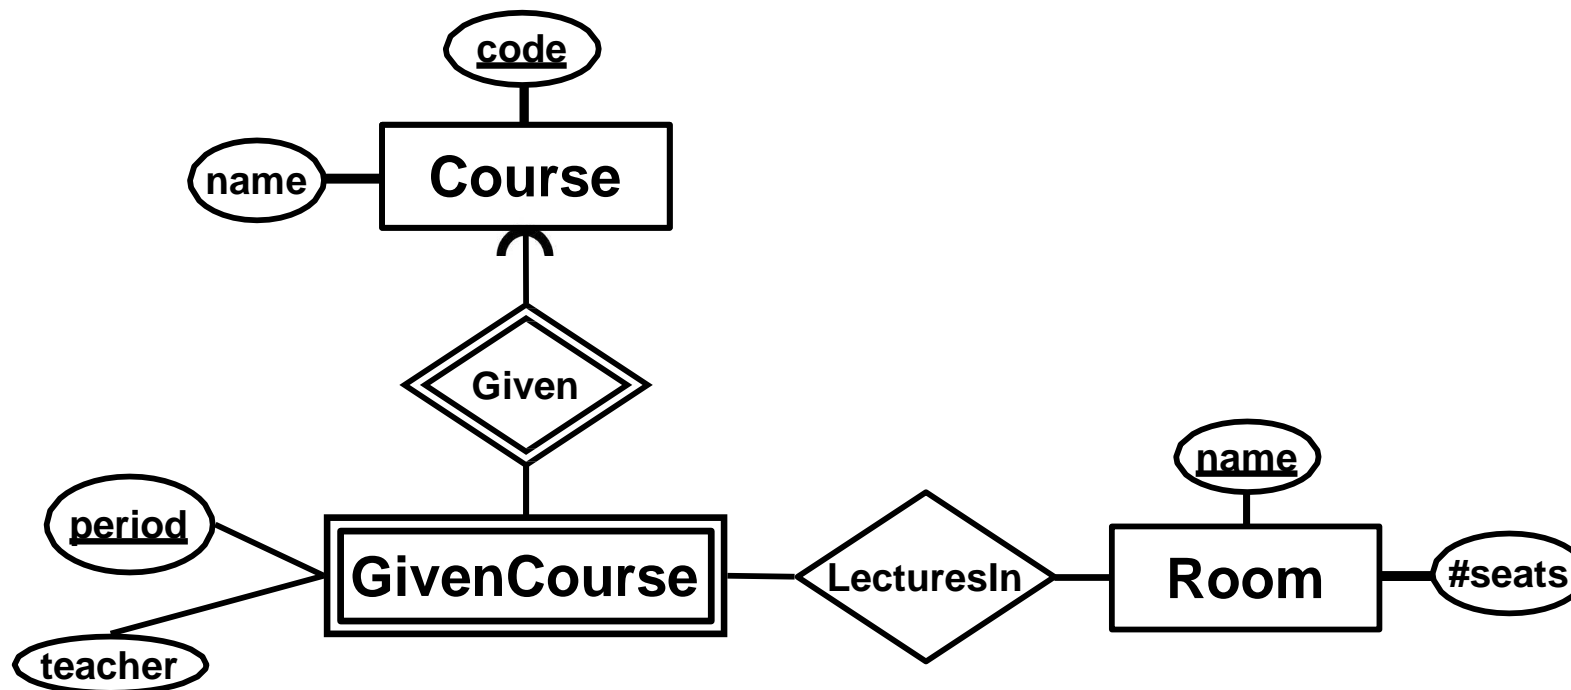 code
name
Course
Given
period
teacher
GivenCourse
LecturesIn
name
Room
#seats